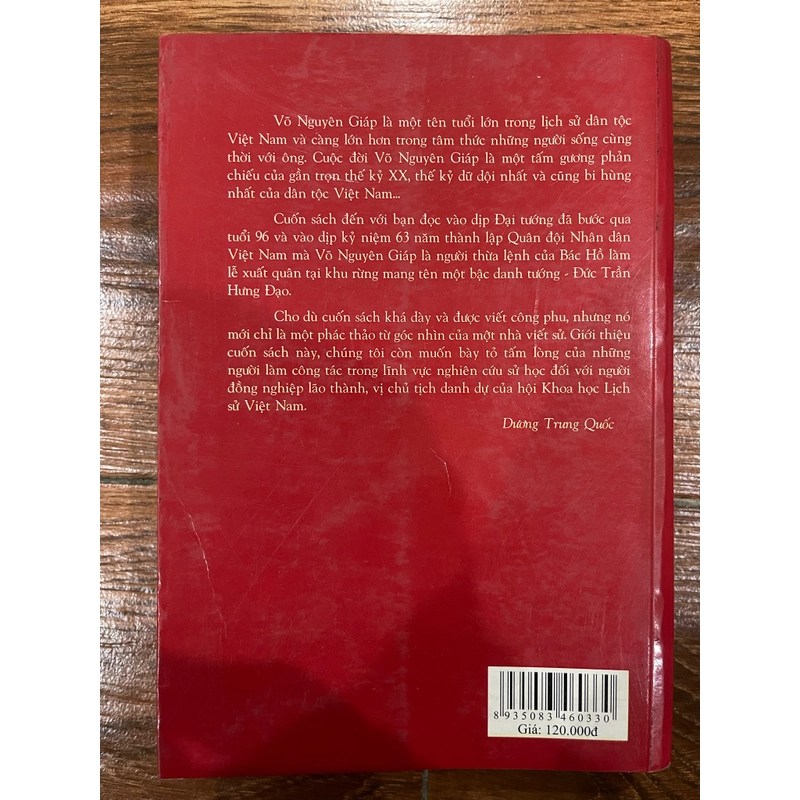 Võ Nguyên Giáp là một tên tuổi lớn trong lịch sử dân tộc
Việt Nam và càng lớn hơn trong tâm thức những người sống cùng
thời với ông. Cuộc đời Võ Nguyên Giáp là một tấm gương phản
chiếu của gần trọn thế kỷ XX, thế kỷ dữ dội nhất và cũng bi hùng
nhất của dân tộc Việt Nam...
Cuốn sách đến với bạn đọc vào dịp Đại tướng đã bước qua
tuổi 96 và vào dịp kỷ niệm 63 năm thành lập Quân đội Nhân dân
Việt Nam mà Võ Nguyên Giáp là người thừa lệnh của Bác Hồ làm
lễ xuất quân tại khu rừng mang tên một bậc danh tướng - Đức Trần
Hưng Đạo.
Cho dù cuốn sách khá dày và được viết công phu, nhưng nó
mới chỉ là một phác thảo từ góc nhìn của một nhà viết sử. Giới thiệu
cuốn sách này, chúng tôi còn muốn bày tỏ tấm lòng của những
người làm công tác trong lĩnh vực nghiên cứu sử học đối với người
đồng nghiệp lão thành, vị chủ tịch danh dự của hội Khoa học Lịch
sử Việt Nam.
Dương Trung Quốc
8 935083 460330
Giá: 120.000đ